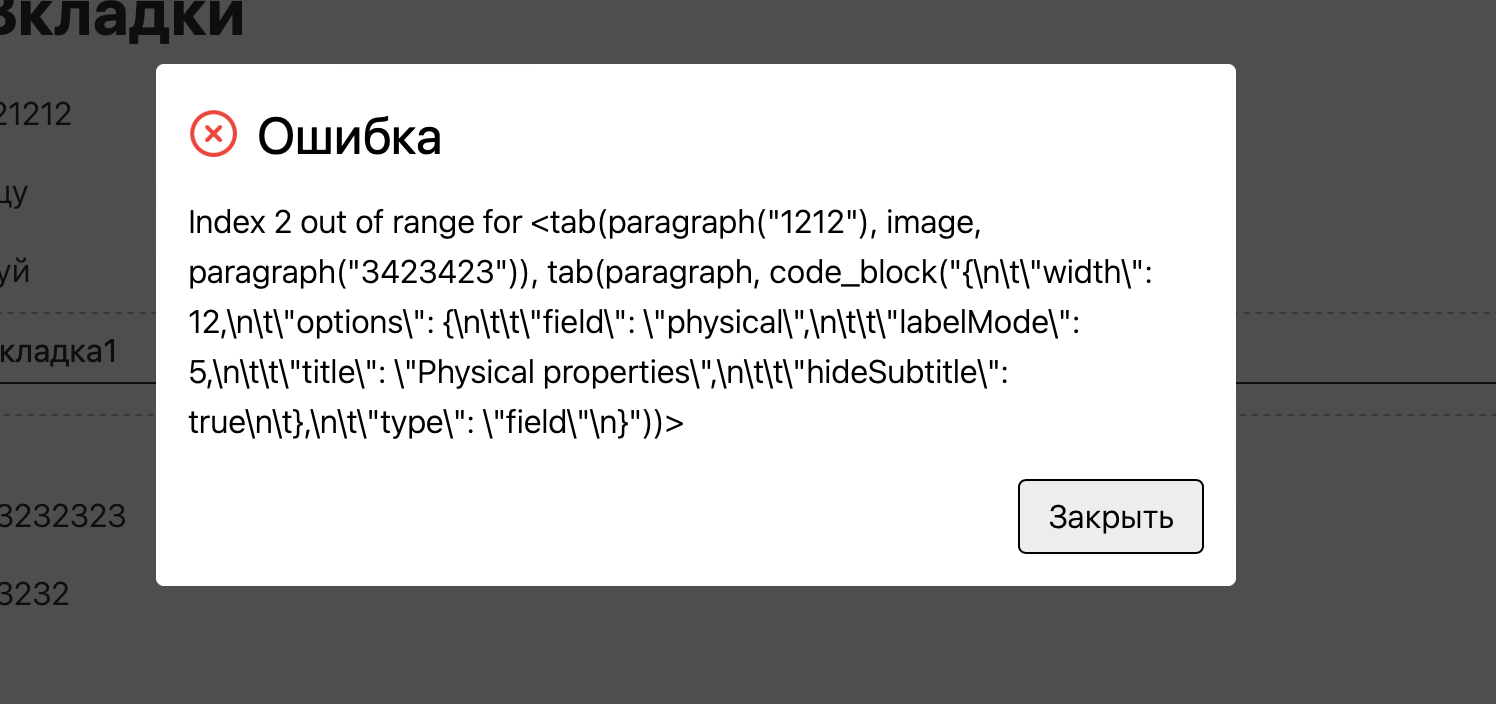 Вкладки
21212
цу
уй
кладка1
3232323
3232
Ошибка
Index 2 out of range for <tab(paragraph("1212"), image,
paragraph("3423423")), tab(paragraph, code_block("{\n\t\"width\":
12,\n\t\"options\": {\n\t\t\"field\": \"physical\",\n\t\t\"labelMode\":
5,\n\t\t\"title\": \"Physical properties\",\n\t\t\"hideSubtitle\":
true\n\t},\n\t\"type\": \"field\"\n}"))>
Закрыть